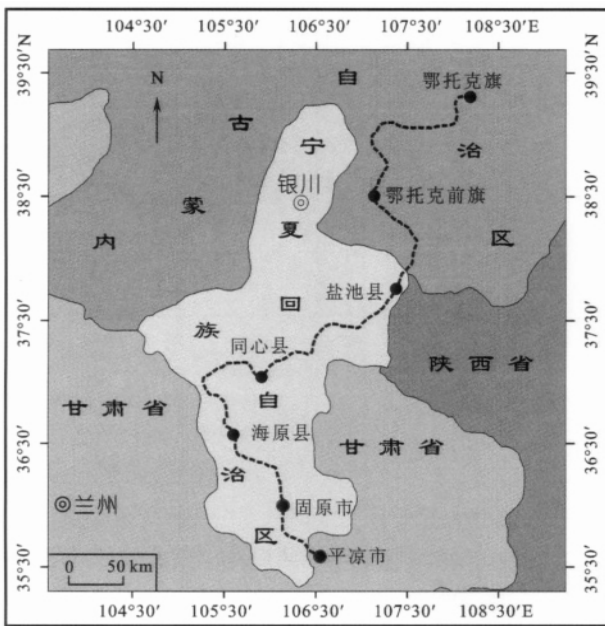 104°30′ 105°30′ 106°30′ 107°30′ 108°30′E
39°30′N
38°30′
37°30′
36°30′
35°30′
N
自
鄂托克旗
古
宁
治
银川
鄂托克前旗
蒙
夏
区
内
盐池县
回
族
同心县
陕西省
甘肃省
自
海原县
甘肃省
治
兰州
固原市
区
平凉市
0 50 km
39°30′N
38°30′
37°30′
36°30′
35°30′
104°30′ 105°30′ 106°30′ 107°30′ 108°30′E